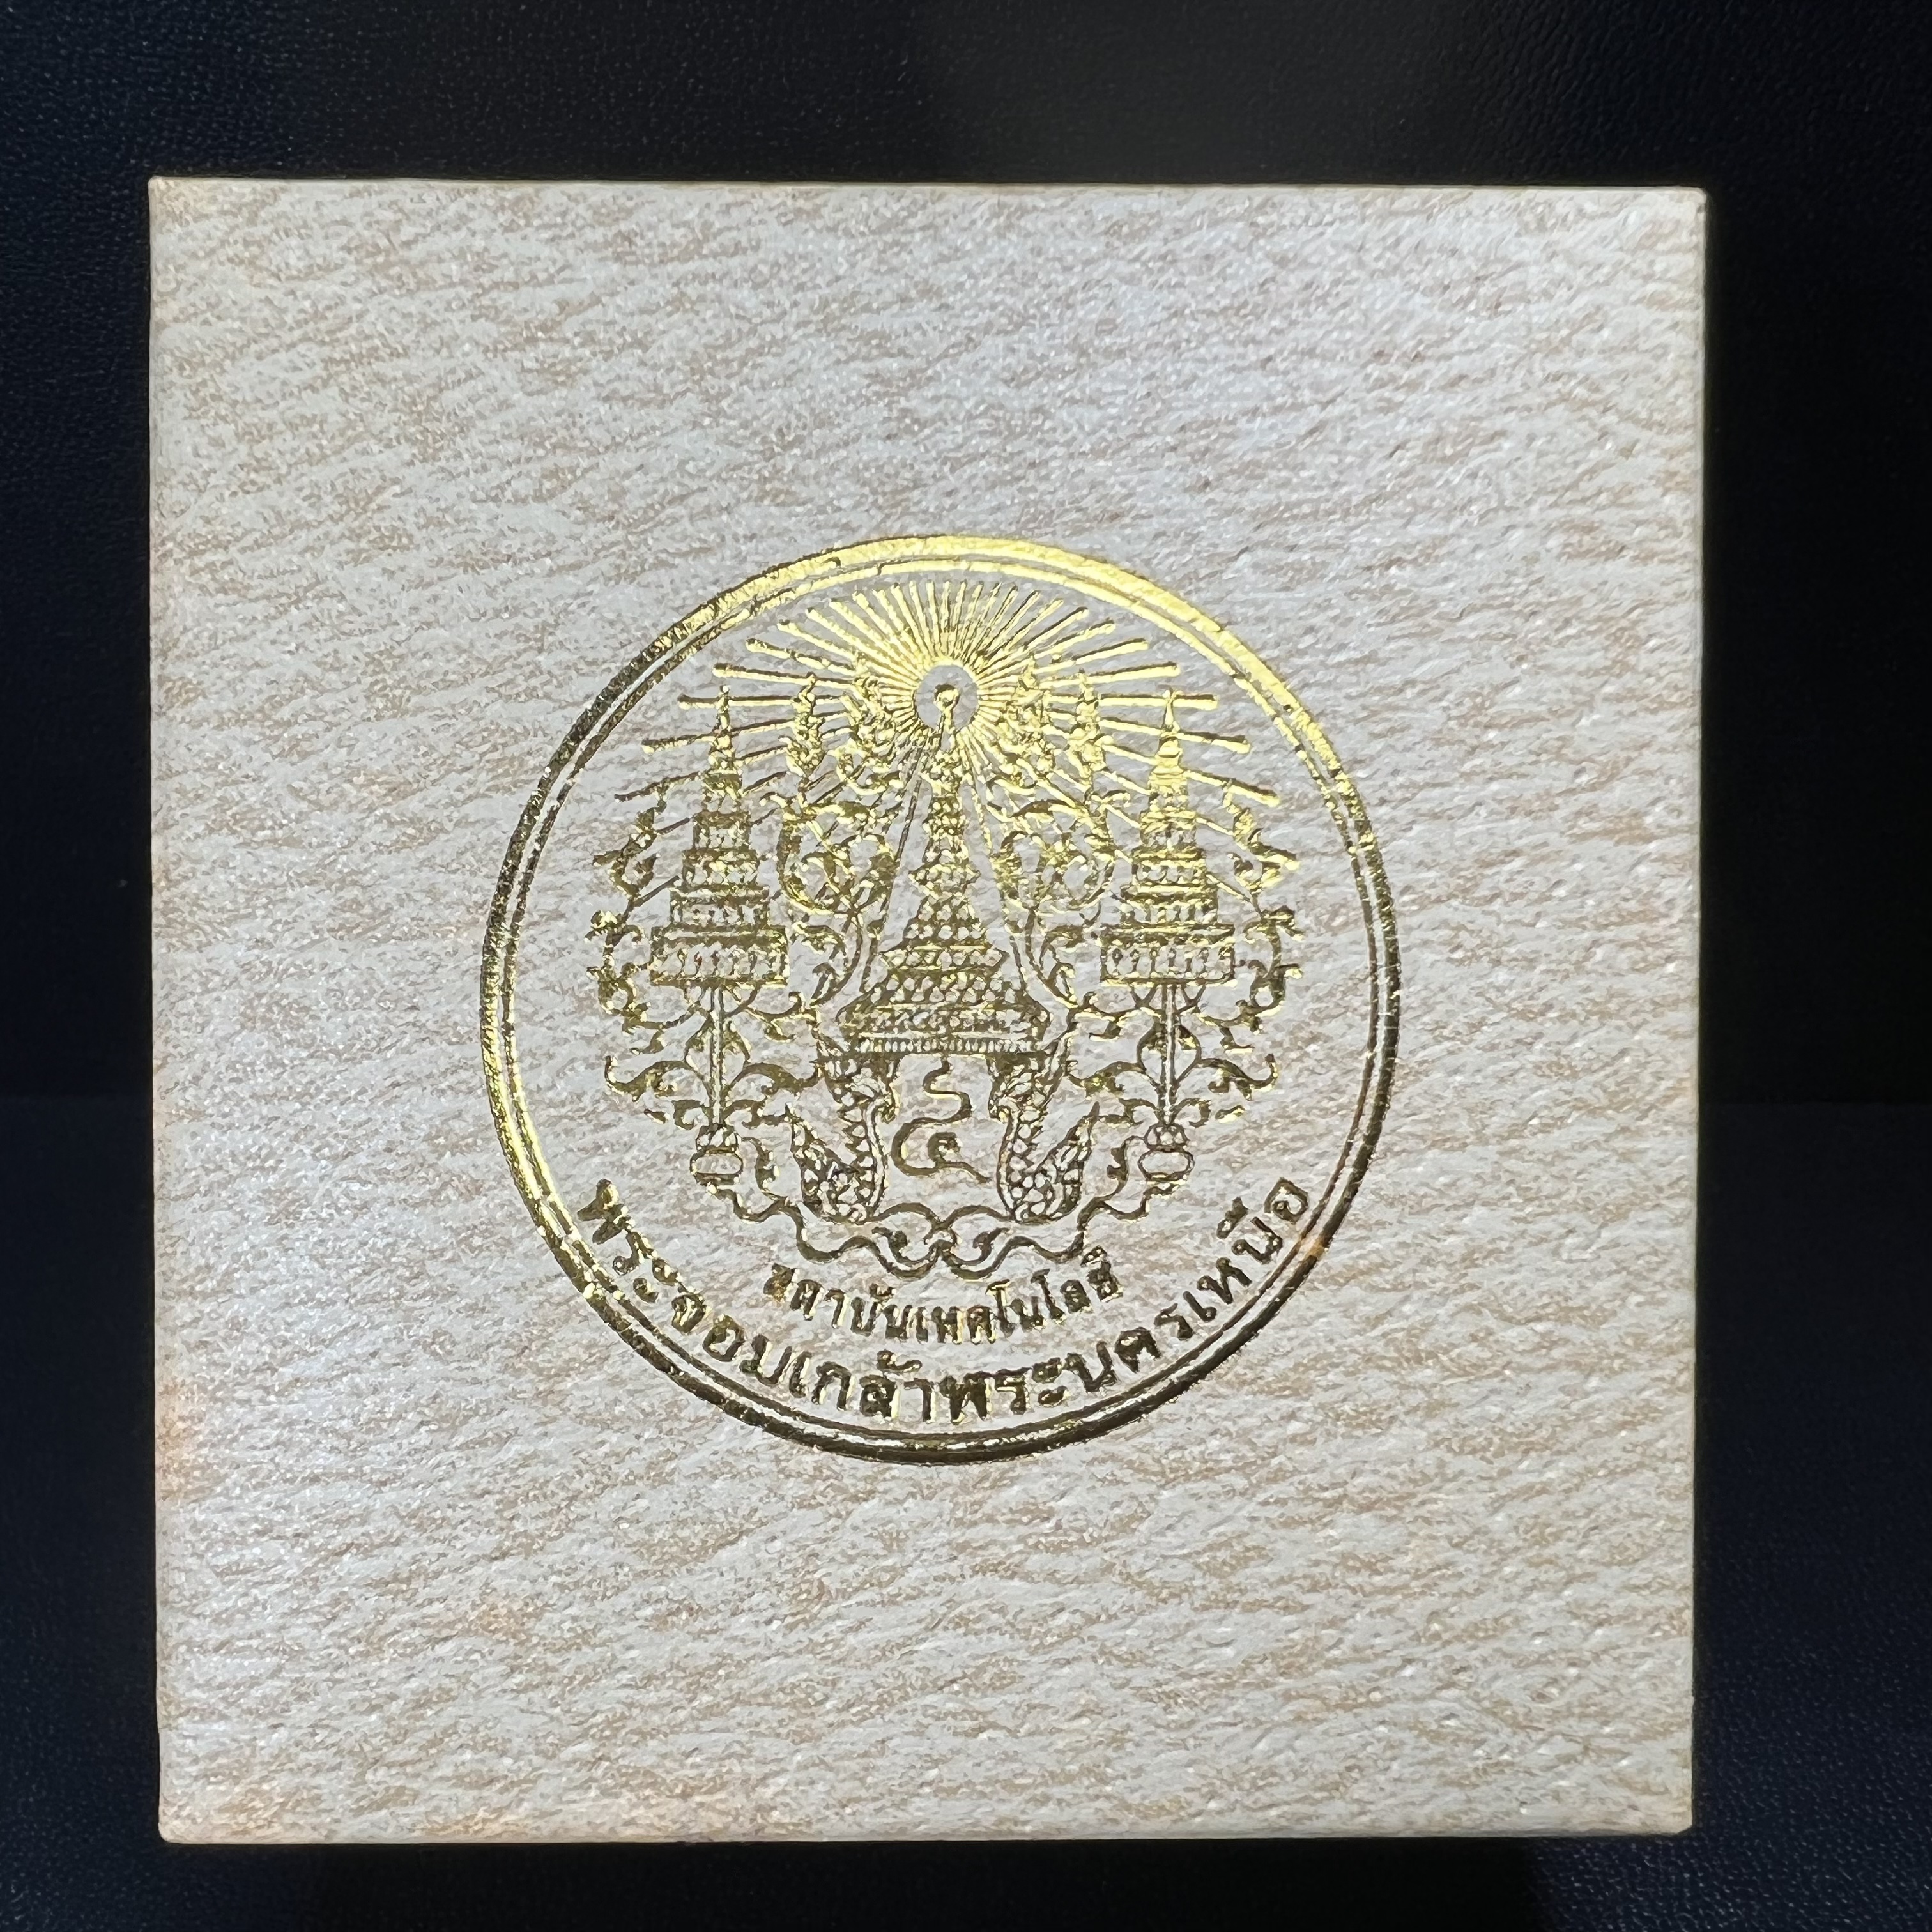 ๔
สถาบันเทคโนโลยี
พระจอมเกล้าพระนครเหนือ